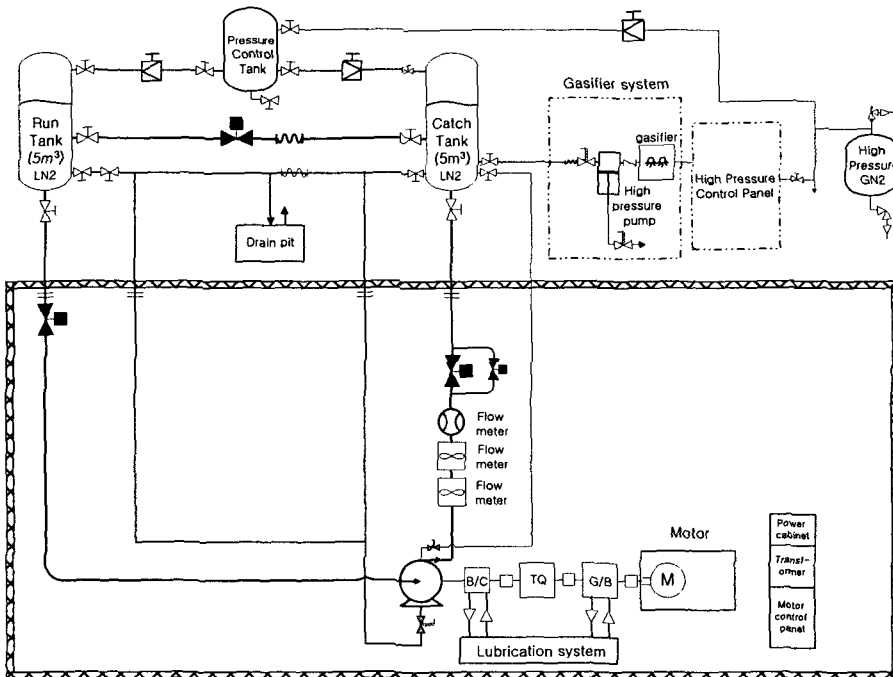 Pressure
Control
Tank
Run
Tank
(5m³)
LN2
Catch
Tank
(5m³)
LN2
Gasifier system
gasifier
High
pressure
pump
High Pressure
Control Panel
High
Pressure
GN2
Drain pit
Flow
meter
Flow
meter
Flow
meter
Motor
B/C
TQ
G/B
M
Lubrication system
Power
cabinet
Transf-
ormer
Motor
control
panel